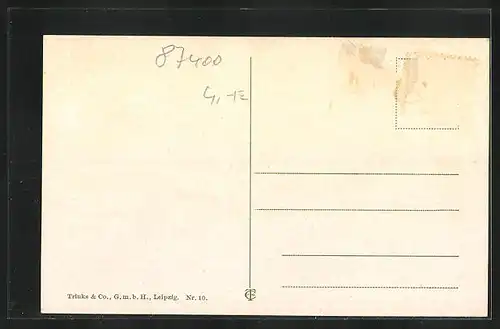 87400
4,-
Trinks & Co., G. m. b. H., Leipzig. Nr. 10.